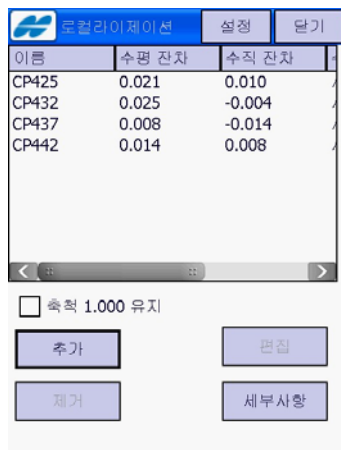 로컬라이제이션 설정 닫기
이름 수평 잔차 수직 잔차
CP425 0.021 0.010
CP432 0.025 -0.004
CP437 0.008 -0.014
CP442 0.014 0.008
축척 1.000 유지
추가 편집
제거 세부사항